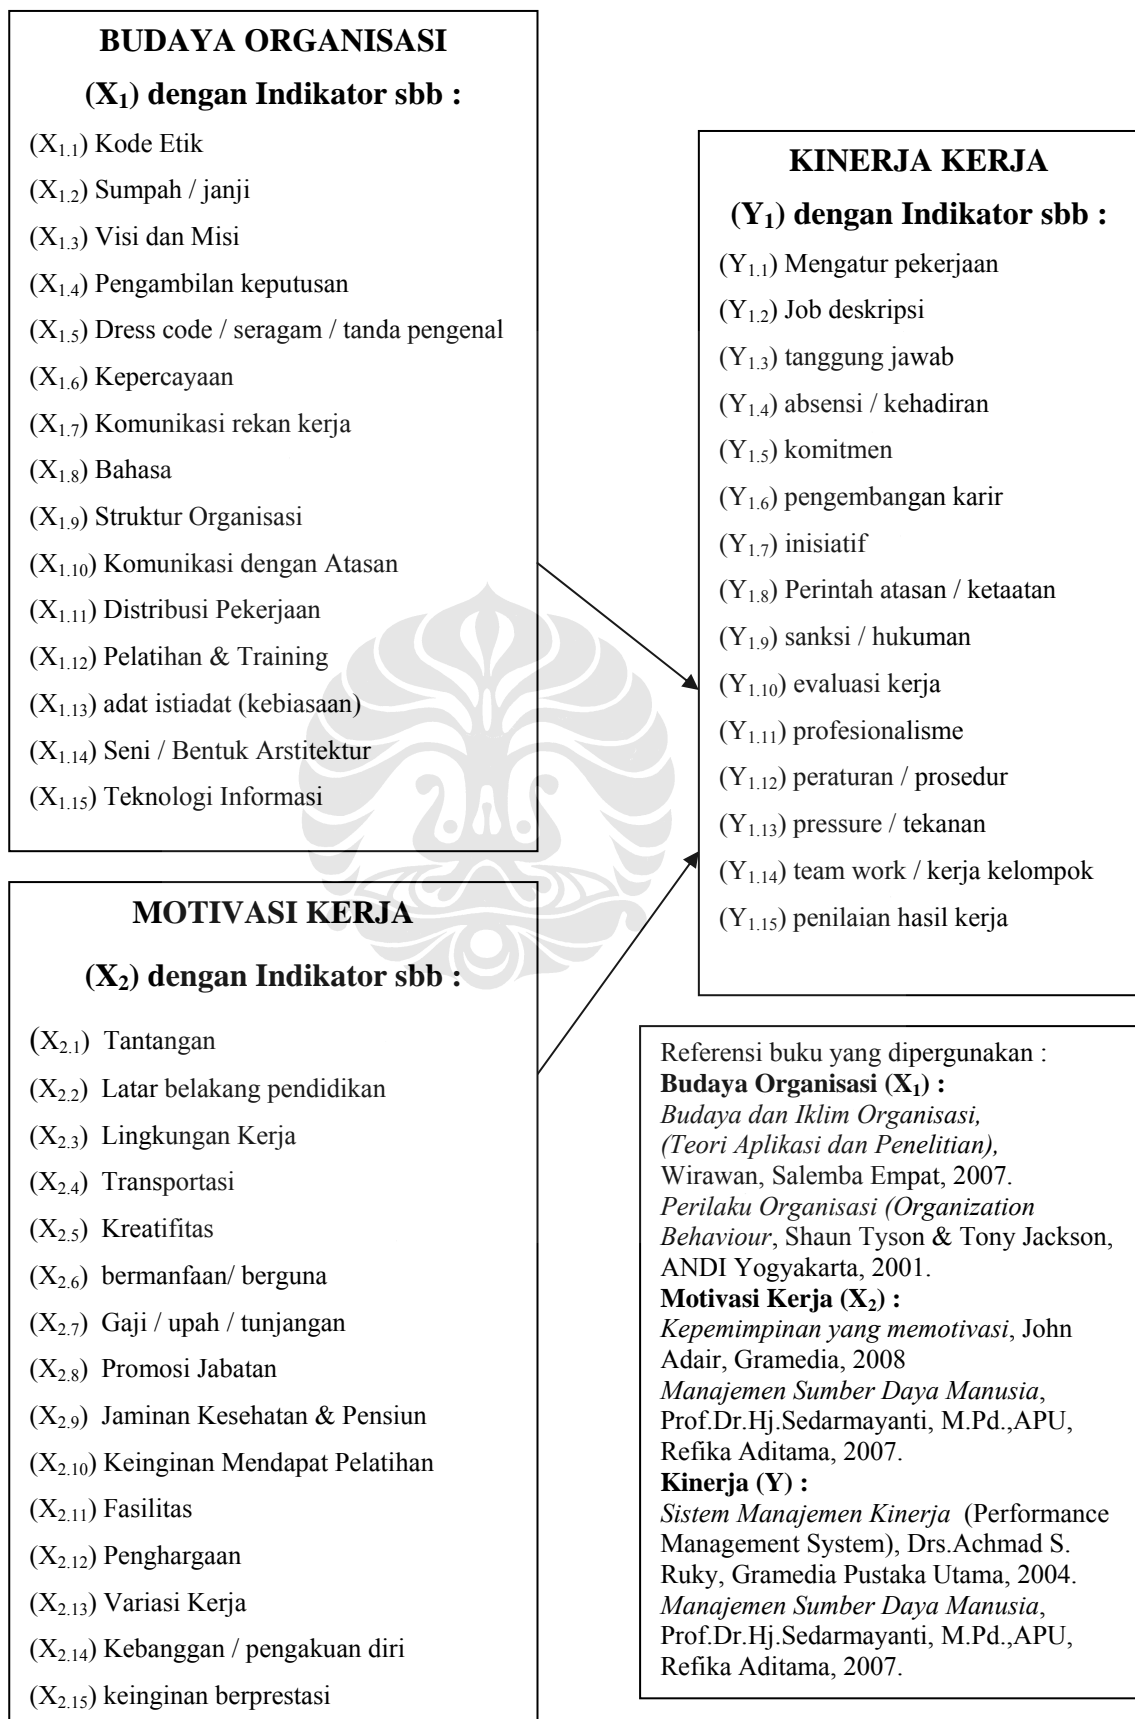 BUDAYA ORGANISASI
(X1) dengan Indikator sbb :
(X1.1) Kode Etik
(X1.2) Sumpah / janji
(X1.3) Visi dan Misi
(X1.4) Pengambilan keputusan
(X1.5) Dress code / seragam / tanda pengenal
(X1.6) Kepercayaan
(X1.7) Komunikasi rekan kerja
(X1.8) Bahasa
(X1.9) Struktur Organisasi
(X1.10) Komunikasi dengan Atasan
(X1.11) Distribusi Pekerjaan
(X1.12) Pelatihan & Training
(X1.13) adat istiadat (kebiasaan)
(X1.14) Seni / Bentuk Arstitektur
(X1.15) Teknologi Informasi
MOTIVASI KERJA
(X2) dengan Indikator sbb :
(X2.1) Tantangan
(X2.2) Latar belakang pendidikan
(X2.3) Lingkungan Kerja
(X2.4) Transportasi
(X2.5) Kreatifitas
(X2.6) bermanfaan/ berguna
(X2.7) Gaji / upah / tunjangan
(X2.8) Promosi Jabatan
(X2.9) Jaminan Kesehatan & Pensiun
(X2.10) Keinginan Mendapat Pelatihan
(X2.11) Fasilitas
(X2.12) Penghargaan
(X2.13) Variasi Kerja
(X2.14) Kebanggan / pengakuan diri
(X2.15) keinginan berprestasi
KINERJA KERJA
(Y1) dengan Indikator sbb :
(Y1.1) Mengatur pekerjaan
(Y1.2) Job deskripsi
(Y1.3) tanggung jawab
(Y1.4) absensi / kehadiran
(Y1.5) komitmen
(Y1.6) pengembangan karir
(Y1.7) inisiatif
(Y1.8) Perintah atasan / ketaatan
(Y1.9) sanksi / hukuman
(Y1.10) evaluasi kerja
(Y1.11) profesionalisme
(Y1.12) peraturan / prosedur
(Y1.13) pressure / tekanan
(Y1.14) team work / kerja kelompok
(Y1.15) penilaian hasil kerja
Referensi buku yang dipergunakan :
Budaya Organisasi (X1) :
Budaya dan Iklim Organisasi,
(Teori Aplikasi dan Penelitian),
Wirawan, Salemba Empat, 2007.
Perilaku Organisasi (Organization
Behaviour, Shaun Tyson & Tony Jackson,
ANDI Yogyakarta, 2001.
Motivasi Kerja (X2) :
Kepemimpinan yang memotivasi, John
Adair, Gramedia, 2008
Manajemen Sumber Daya Manusia,
Prof.Dr.Hj.Sedarmayanti, M.Pd.,APU,
Refika Aditama, 2007.
Kinerja (Y) :
Sistem Manajemen Kinerja (Performance
Management System), Drs.Achmad S.
Ruky, Gramedia Pustaka Utama, 2004.
Manajemen Sumber Daya Manusia,
Prof.Dr.Hj.Sedarmayanti, M.Pd.,APU,
Refika Aditama, 2007.